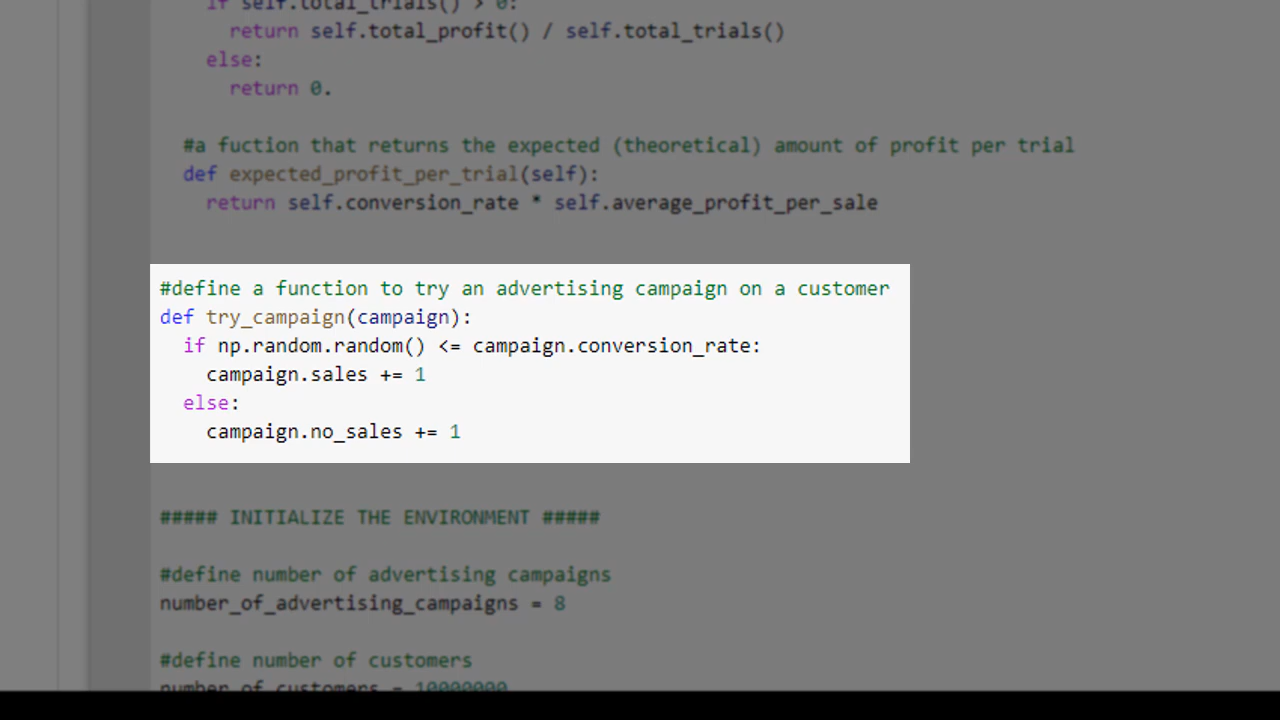 if self.total_trials() > 0:
return self.total_profit() / self.total_trials()
else:
return 0.
#a fuction that returns the expected (theoretical) amount of profit per trial
def expected_profit_per_trial(self):
return self.conversion_rate * self.average_profit_per_sale
#define a function to try an advertising campaign on a customer
def try_campaign(campaign):
if np.random.random() <= campaign.conversion_rate:
campaign.sales += 1
else:
campaign.no_sales += 1
##### INITIALIZE THE ENVIRONMENT #####
#define number of advertising campaigns
number_of_advertising_campaigns = 8
#define number of customers
number_of_customers = 10000000